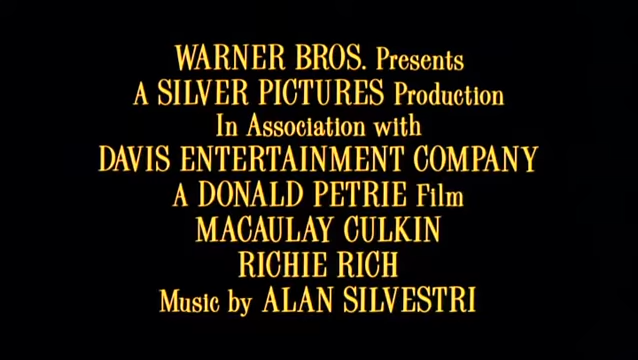 WARNER BROS. Presents
A SILVER PICTURES Production
In Association with
DAVIS ENTERTAINMENT COMPANY
A DONALD PETRIE Film
MACAULAY CULKIN
RICHIE RICH
Music by ALAN SILVESTRI